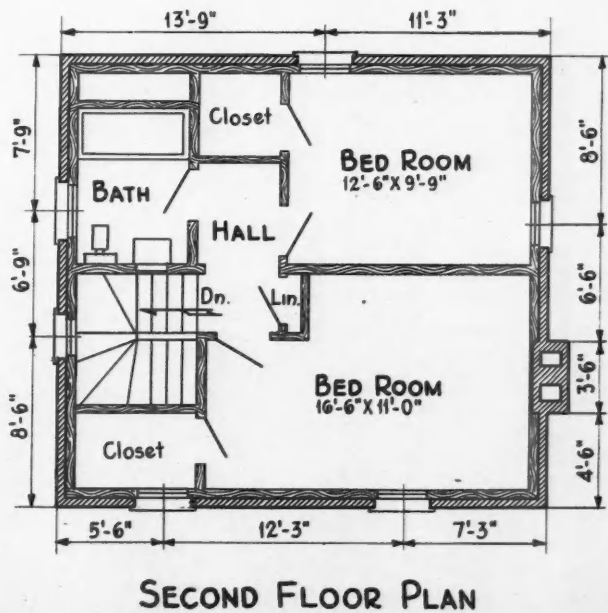 13'-9"
11'-3"
7'-9"
8'-6"
Closet
BED ROOM
12'-6" X 9'-9"
BATH
HALL
6'-9"
6'-6"
Dn.
Lin.
3'-6"
BED ROOM
16'-6" X 11'-0"
8'-6"
Closet
4'-6"
5'-6"
12'-3"
7'-3"
SECOND FLOOR PLAN